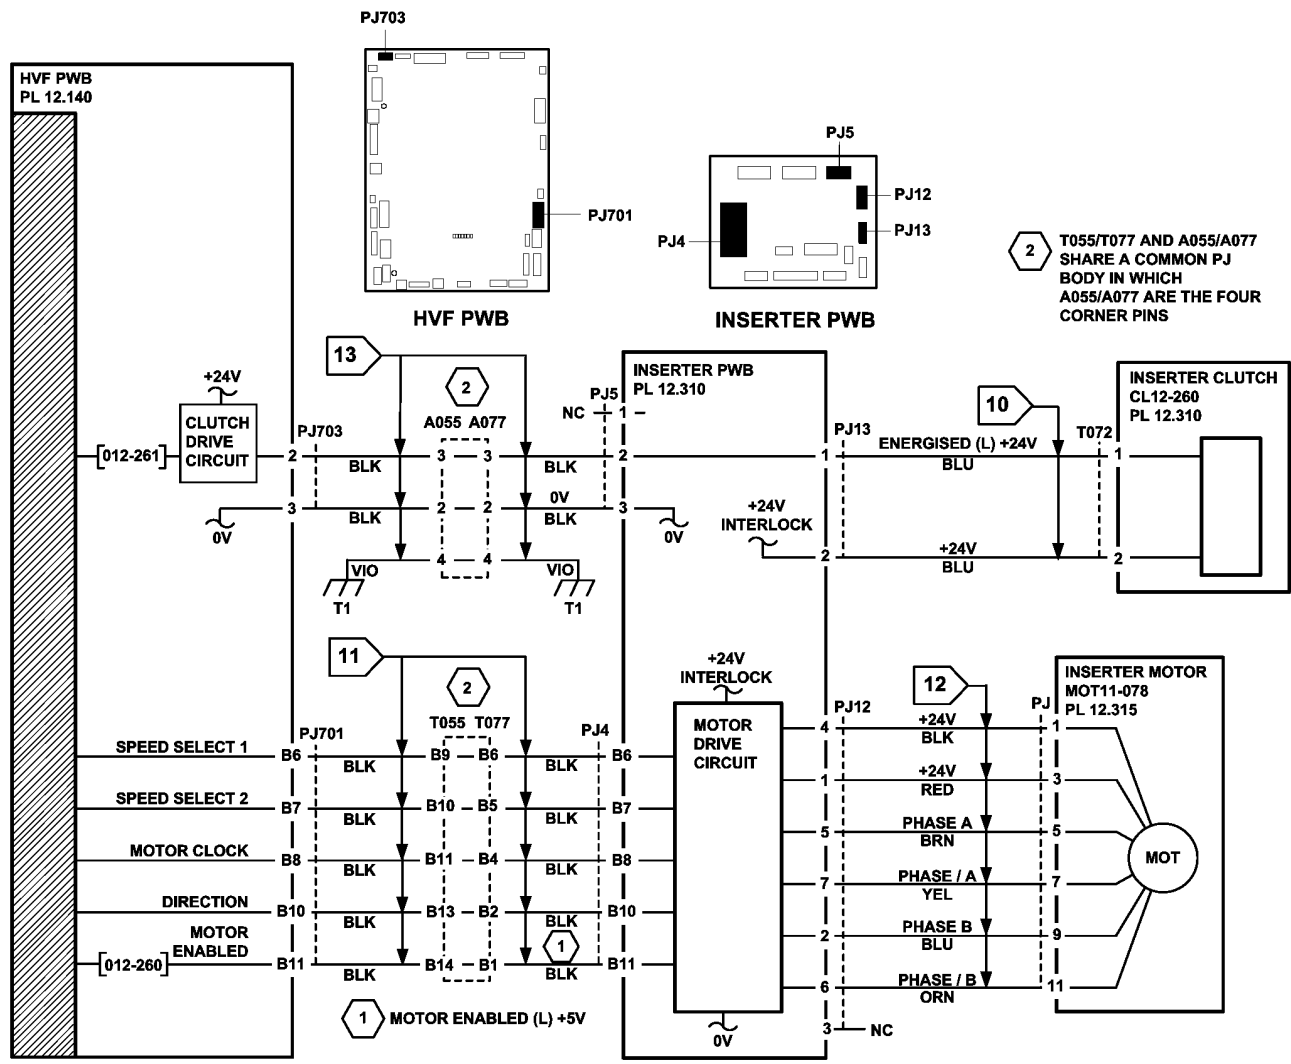 PJ703
HVF PWB
PL 12.140
PJ701
HVF PWB
PJ5
PJ12
PJ13
PJ4
INSERTER PWB
2
T055/T077 AND A055/A077
SHARE A COMMON PJ
BODY IN WHICH
A055/A077 ARE THE FOUR
CORNER PINS
13
2
A055 A077
+24V
CLUTCH
DRIVE
CIRCUIT
[012-261]
PJ703
2
BLK
3
3
BLK
2
3
BLK
2
2
0V
BLK
3
0V
0V
VIO
4
4
VIO
T1
T1
INSERTER PWB
PL 12.310
PJ5
NC
1
PJ13
10
T072
INSERTER CLUTCH
CL12-260
PL 12.310
1
ENERGISED (L) +24V
BLU
1
+24V
INTERLOCK
2
+24V
BLU
2
11
2
T055 T077
PJ701
PJ4
SPEED SELECT 1
B6
BLK
B9
B6
BLK
B6
SPEED SELECT 2
B7
BLK
B10
B5
BLK
B7
MOTOR CLOCK
B8
BLK
B11
B4
BLK
B8
DIRECTION
B10
BLK
B13
B2
BLK
B10
MOTOR
ENABLED
[012-260]
B11
BLK
B14
B1
1
BLK
B11
1
MOTOR ENABLED (L) +5V
+24V
INTERLOCK
MOTOR
DRIVE
CIRCUIT
0V
PJ12
12
PJ
INSERTER MOTOR
MOT11-078
PL 12.315
4
+24V
BLK
1
1
+24V
RED
3
5
PHASE A
BRN
5
7
PHASE / A
YEL
7
2
PHASE B
BLU
9
6
PHASE / B
ORN
11
3
NC
MOT